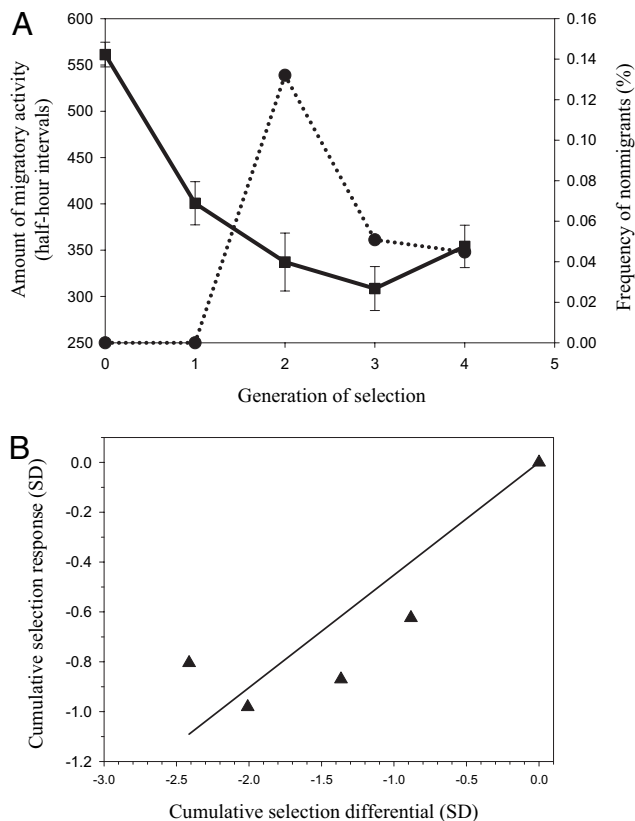 A
600
550
500
450
400
350
300
250
Amount of migratory activity
(half-hour intervals)
0.16
0.14
0.12
0.10
0.08
0.06
0.04
0.02
0.00
Frequency of nonmigrants (%)
0 1 2 3 4 5
Generation of selection
B
0.0
-0.2
-0.4
-0.6
-0.8
-1.0
-1.2
Cumulative selection response (SD)
-3.0 -2.5 -2.0 -1.5 -1.0 -0.5 0.0
Cumulative selection differential (SD)